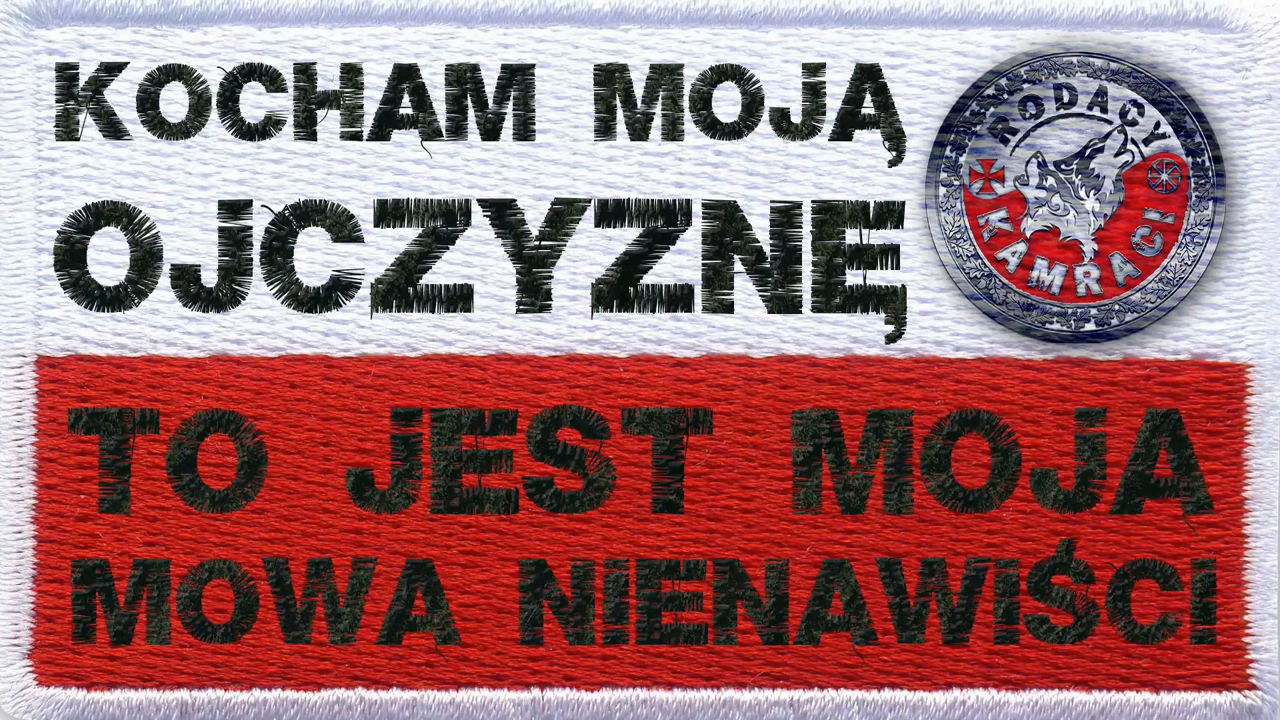 KOCHAM MOJĄ
OJCZYZNĘ
TO JEST MOJA
MOWA NIENAWIŚCI
RODACY
KAMRACI